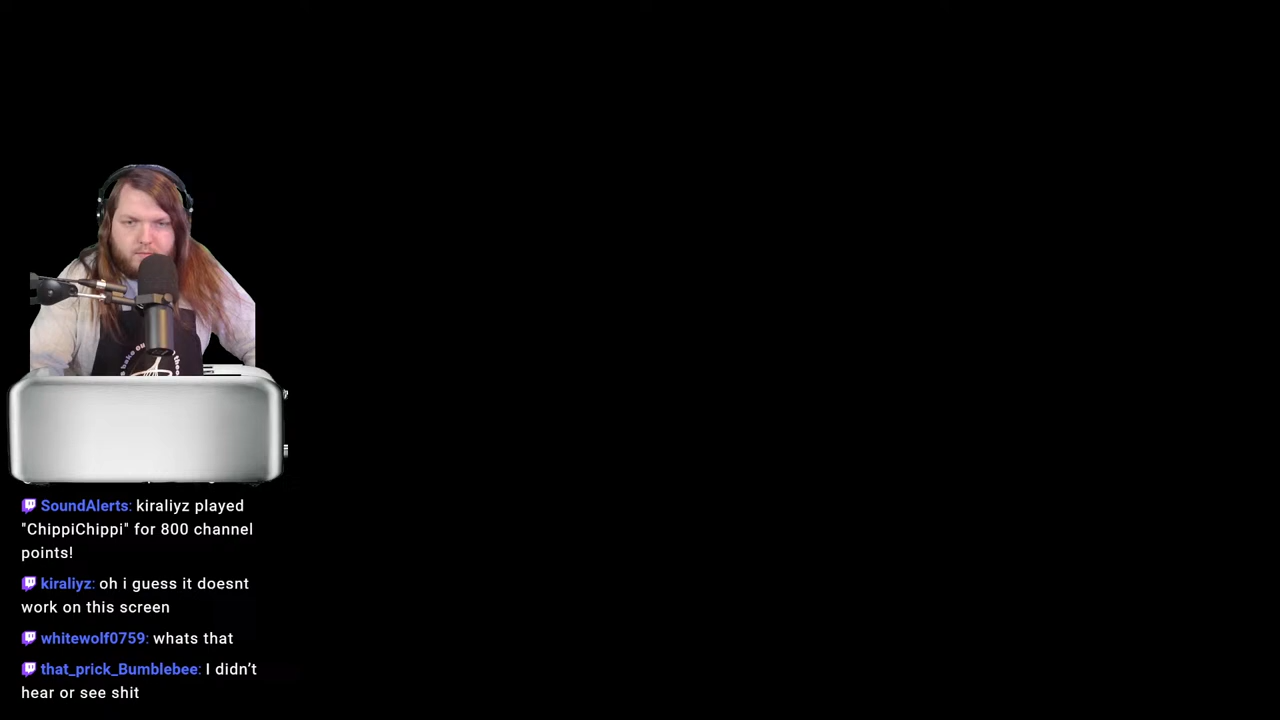 SoundAlerts: kiraliyz played
"ChippiChippi" for 800 channel
points!
kiraliyz: oh i guess it doesnt
work on this screen
whitewolf0759: whats that
that_prick_Bumblebee: I didn’t
hear or see shit